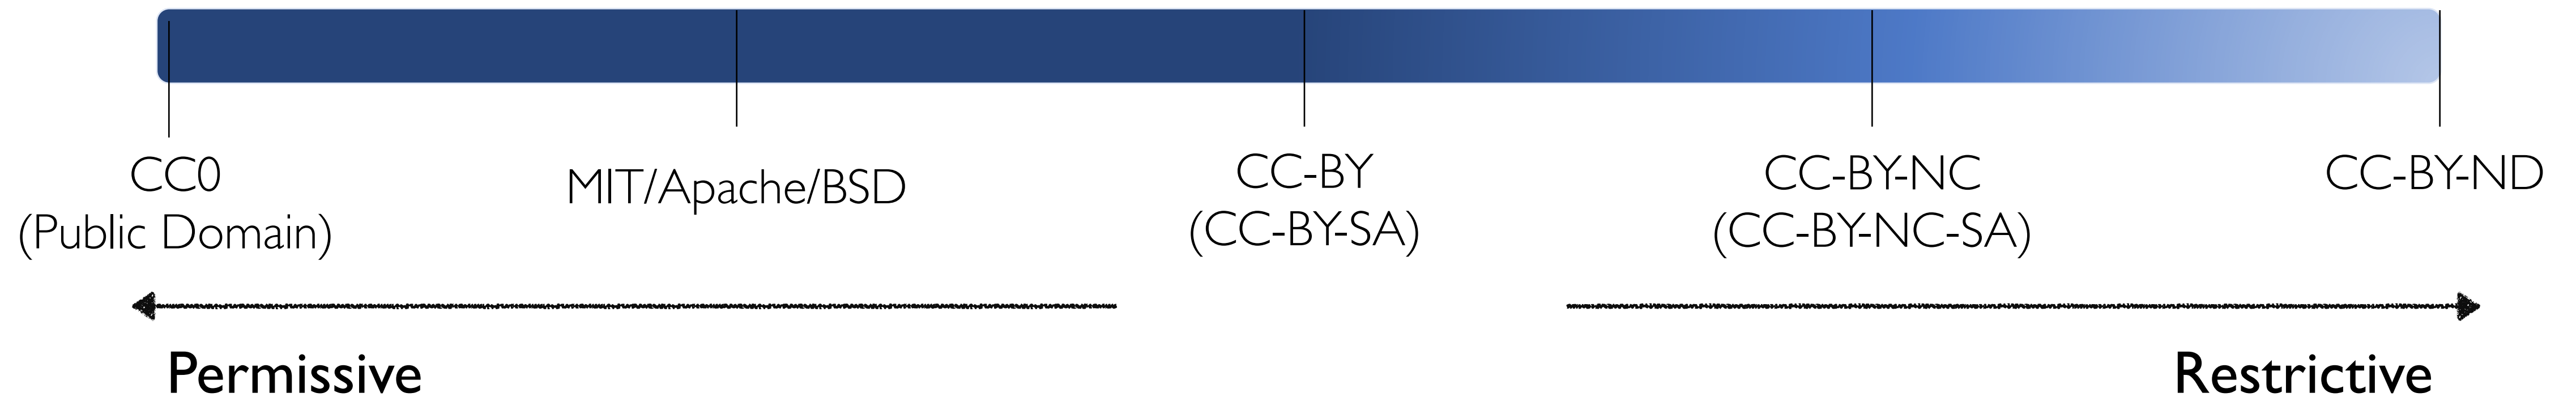 CC0
(Public Domain)
MIT/Apache/BSD
CC-BY
(CC-BY-SA)
CC-BY-NC
(CC-BY-NC-SA)
CC-BY-ND
Permissive
Restrictive